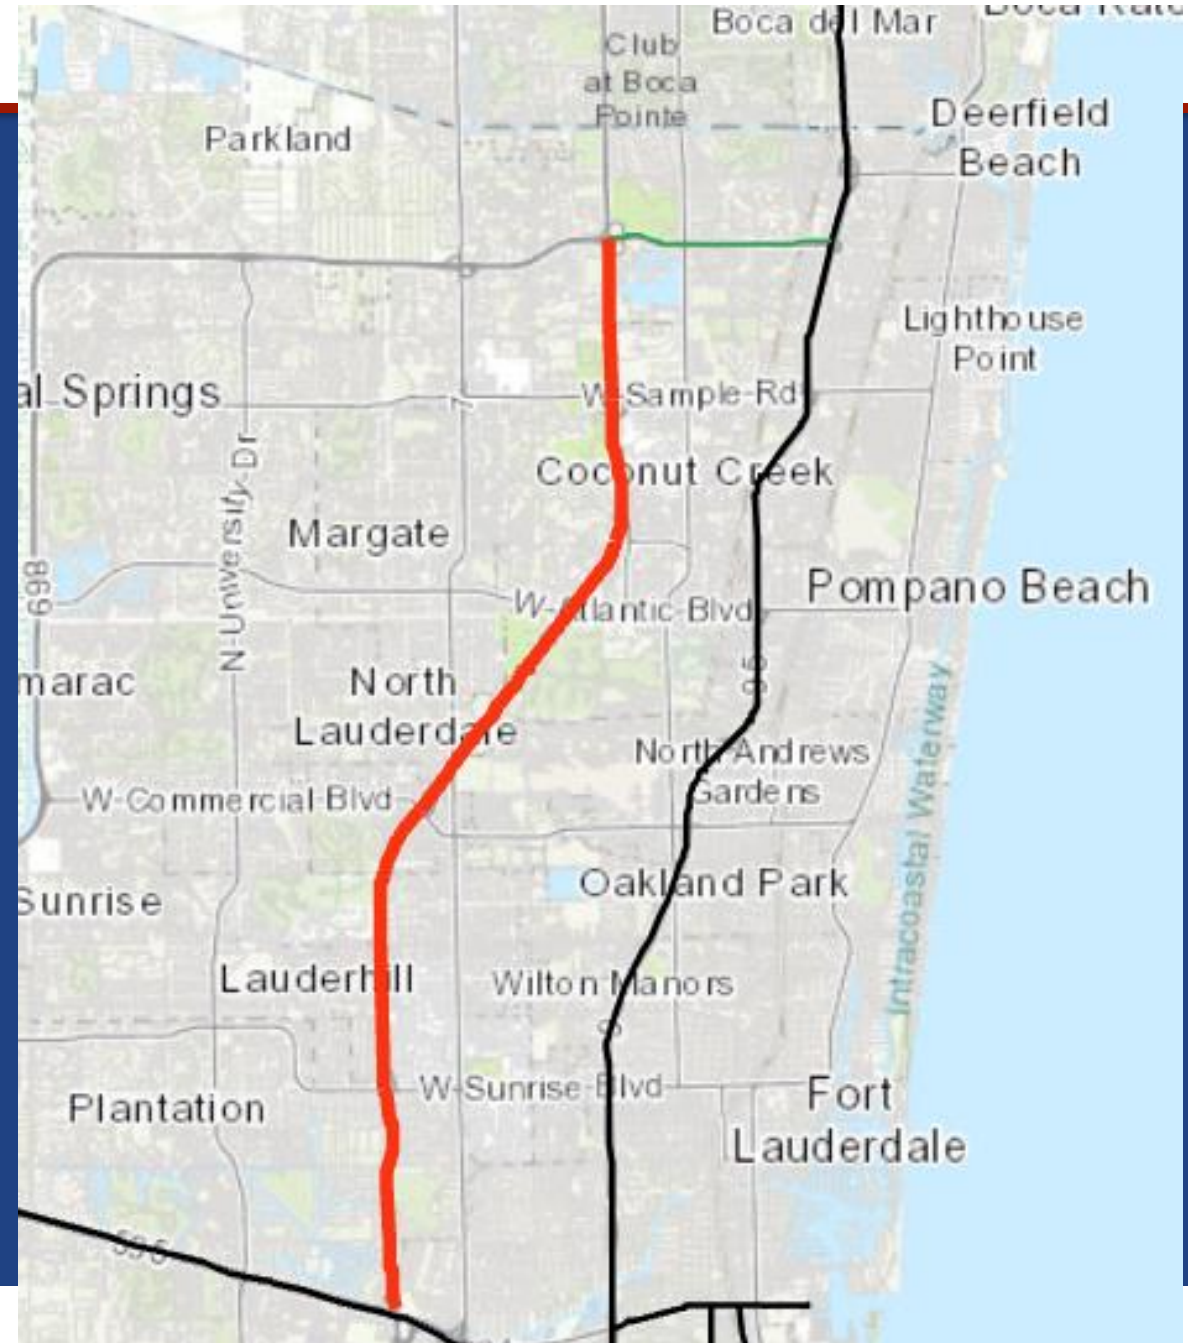 Boca del Mar
Club
at Boca
Pointe
Deerfield
Beach
Parkland
Lighthouse
Point
al Springs
W Sample Rd
7
Coconut Creek
N University Dr
Margate
869
Pompano Beach
W Atlantic Blvd
95
marac
North
Lauderdale
North Andrews
Gardens
Intracoastal Waterway
W Commercial Blvd
Oakland Park
Sunrise
Lauderhill
Wilton Manors
W Sunrise Blvd
Fort
Lauderdale
Plantation
595